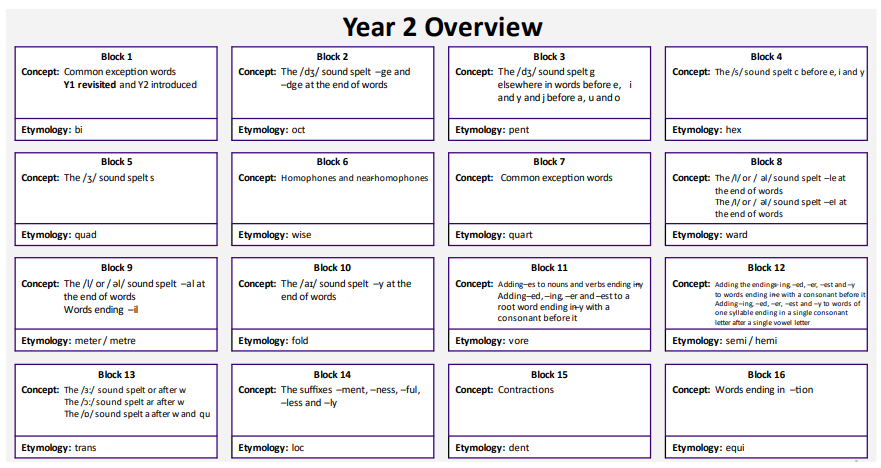 Year 2 Overview
Block 1
Concept: Common exception words
Y1 revisited and Y2 introduced
Etymology: bi
Block 2
Concept: The /dʒ/ sound spelt –ge and
–dge at the end of words
Etymology: oct
Block 3
Concept: The /dʒ/ sound spelt g
elsewhere in words before e, i
and y and j before a, u and o
Etymology: pent
Block 4
Concept: The /s/ sound spelt c before e, i and y
Etymology: hex
Block 5
Concept: The /ʒ/ sound spelt s
Etymology: quad
Block 6
Concept: Homophones and near-homophones
Etymology: wise
Block 7
Concept: Common exception words
Etymology: quart
Block 8
Concept: The /l/ or / əl/ sound spelt –le at
the end of words
The /l/ or / əl/ sound spelt –el at
the end of words
Etymology: ward
Block 9
Concept: The /l/ or / əl/ sound spelt –al at
the end of words
Words ending –il
Etymology: meter / metre
Block 10
Concept: The /aɪ/ sound spelt –y at the
end of words
Etymology: fold
Block 11
Concept: Adding –es to nouns and verbs ending in –y
Adding –ed, –ing, –er and –est to a
root word ending in –y with a
consonant before it
Etymology: vore
Block 12
Concept: Adding the endings –ing, –ed, –er, –est and –y
to words ending in –e with a consonant before it
Adding –ing, –ed, –er, –est and –y to words of
one syllable ending in a single consonant
letter after a single vowel letter
Etymology: semi / hemi
Block 13
Concept: The /ɜ:/ sound spelt or after w
The /ɔ:/ sound spelt ar after w
The /ɒ/ sound spelt a after w and qu
Etymology: trans
Block 14
Concept: The suffixes –ment, –ness, –ful,
–less and –ly
Etymology: loc
Block 15
Concept: Contractions
Etymology: dent
Block 16
Concept: Words ending in –tion
Etymology: equi